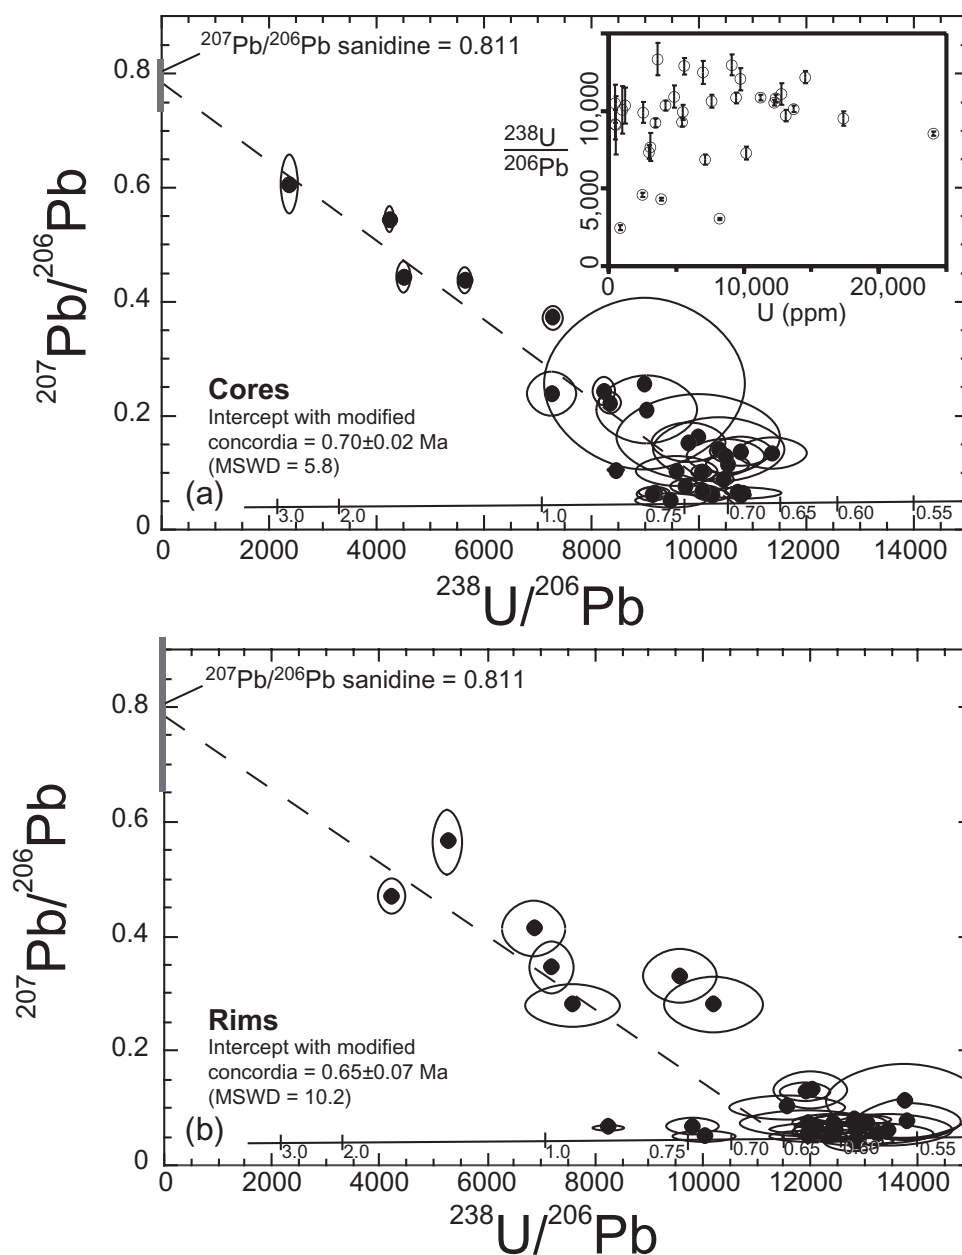 207Pb/206Pb sanidine = 0.811
0.8
0.6
0.4
0.2
0
207Pb/206Pb
238U
206Pb
10,000
5,000
0
0
10,000
20,000
U (ppm)
Cores
Intercept with modified
concordia = 0.70±0.02 Ma
(MSWD = 5.8)
(a)
3.0 2.0 1.0 0.75 0.70 0.65 0.60 0.55
0 2000 4000 6000 8000 10000 12000 14000
238U/206Pb
207Pb/206Pb sanidine = 0.811
0.8
0.6
0.4
0.2
0
207Pb/206Pb
Rims
Intercept with modified
concordia = 0.65±0.07 Ma
(MSWD = 10.2)
(b)
3.0 2.0 1.0 0.75 0.70 0.65 0.60 0.55
0 2000 4000 6000 8000 10000 12000 14000
238U/206Pb